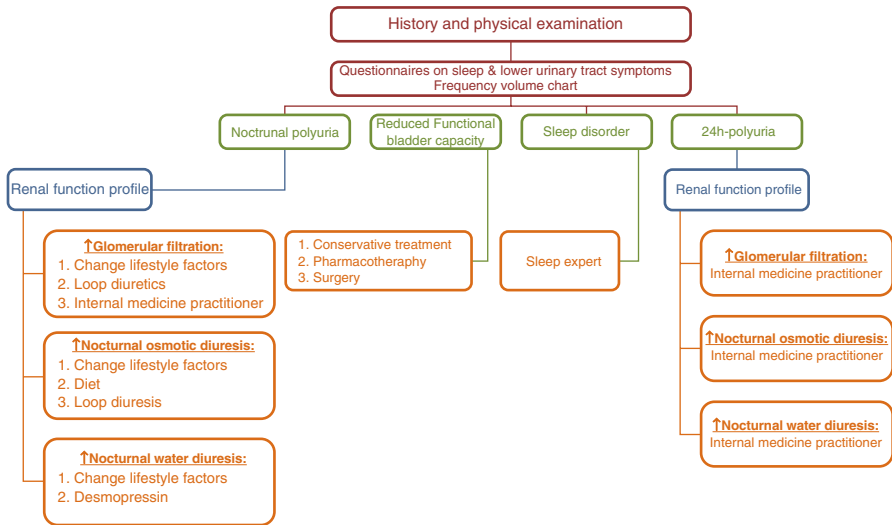 History and physical examination
Questionnaires on sleep & lower urinary tract symptoms
Frequency volume chart
Noctrunal polyuria
Reduced Functional
bladder capacity
Sleep disorder
24h-polyuria
Renal function profile
Renal function profile
↑Glomerular filtration:
1. Change lifestyle factors
2. Loop diuretics
3. Internal medicine practitioner
1. Conservative treatment
2. Pharmacotheraphy
3. Surgery
Sleep expert
↑Glomerular filtration:
Internal medicine practitioner
↑Nocturnal osmotic diuresis:
1. Change lifestyle factors
2. Diet
3. Loop diuresis
↑Nocturnal osmotic diuresis:
Internal medicine practitioner
↑Nocturnal water diuresis:
1. Change lifestyle factors
2. Desmopressin
↑Nocturnal water diuresis:
Internal medicine practitioner